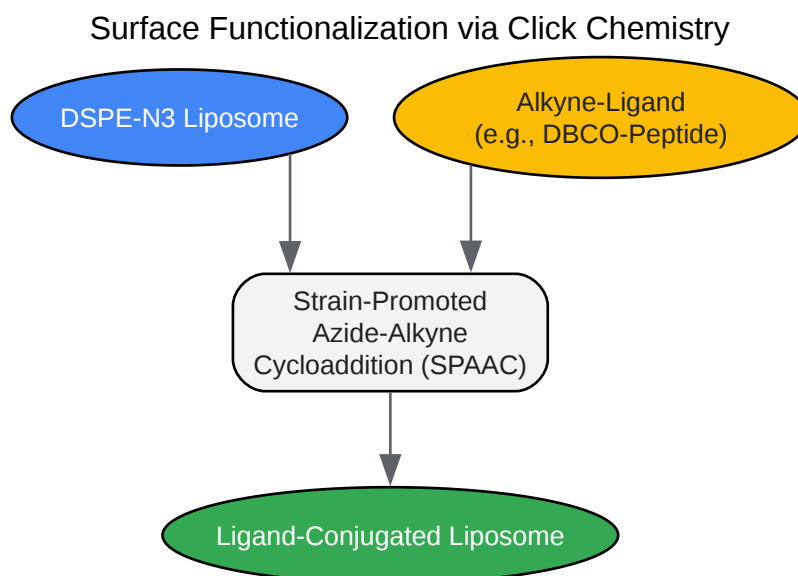 Surface Functionalization via Click Chemistry
DSPE-N3 Liposome
Alkyne-Ligand
(e.g., DBCO-Peptide)
Strain-Promoted
Azide-Alkyne
Cycloaddition (SPAAC)
Ligand-Conjugated Liposome